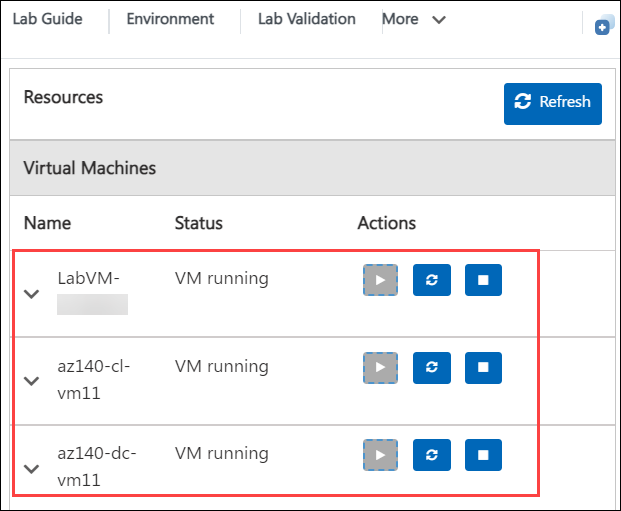 Lab Guide Environment Lab Validation More
Resources Refresh
Virtual Machines
Name Status Actions
LabVM- VM running
az140-cl- VM running
vm11
az140-dc- VM running
vm11